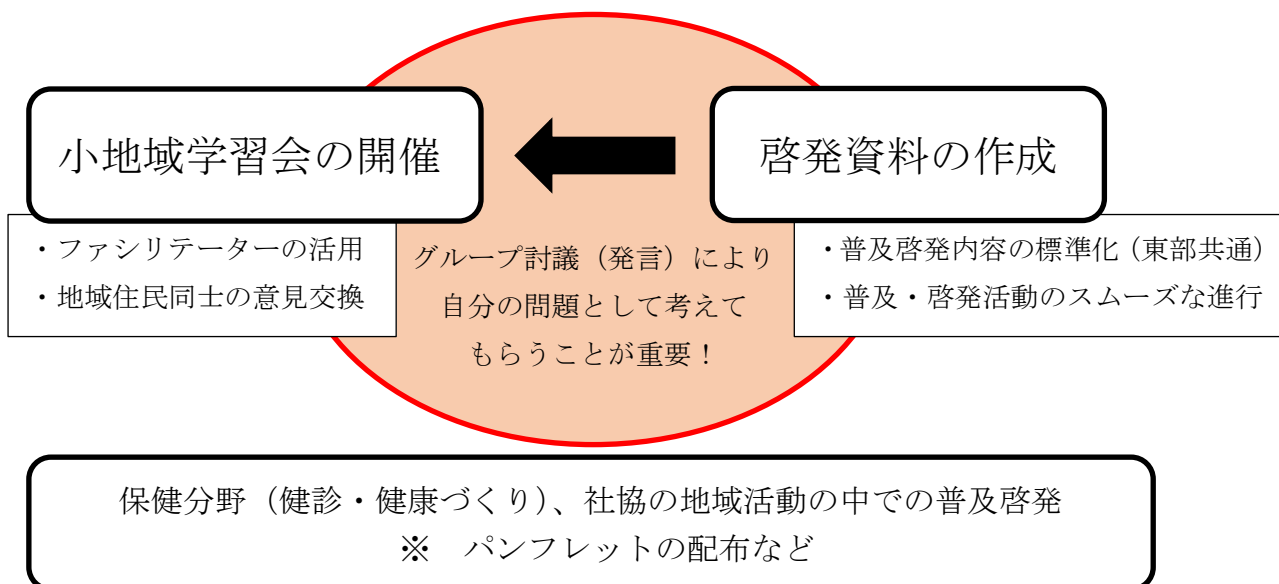 小地域学習会の開催
啓発資料の作成
・ファシリテーターの活用
・地域住民同士の意見交換
グループ討議（発言）により
自分の問題として考えて
もらうことが重要！
・普及啓発内容の標準化（東部共通）
・普及・啓発活動のスムーズな進行
保健分野（健診・健康づくり）、社協の地域活動の中での普及啓発
※　パンフレットの配布など